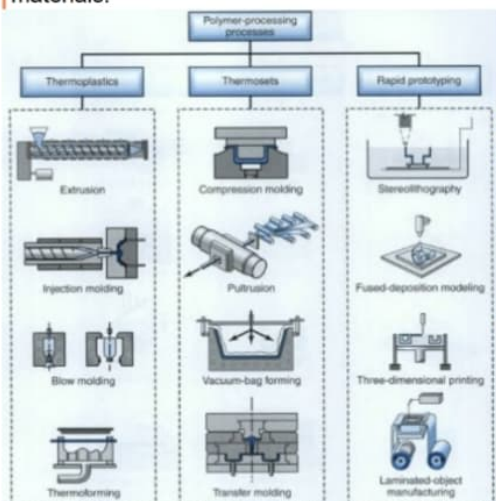 materials.
Polymer-processing
processes
Thermoplastics
Thermosets
Rapid prototyping
Extrusion
Compression molding
Stereolithography
Injection molding
Pultrusion
Fused-deposition modeling
Blow molding
Vacuum-bag forming
Three-dimensional printing
Thermoforming
Transfer molding
Laminated-object
manufacturing